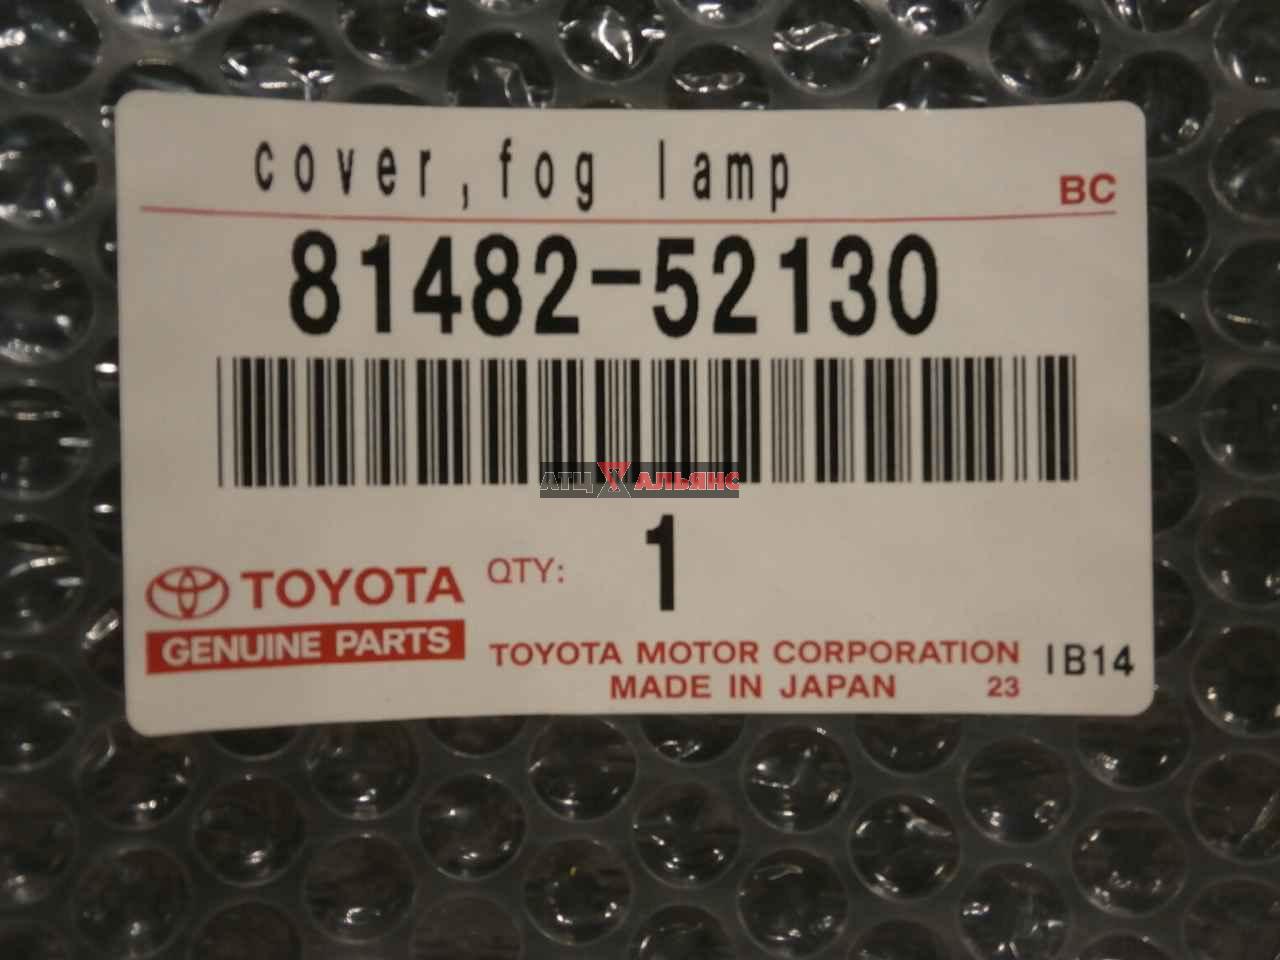 cover,fog lamp
BC
81482-52130
АТЦ АЛЬЯНС
QTY: 1
TOYOTA
GENUINE PARTS
TOYOTA MOTOR CORPORATION
MADE IN JAPAN 23
IB14